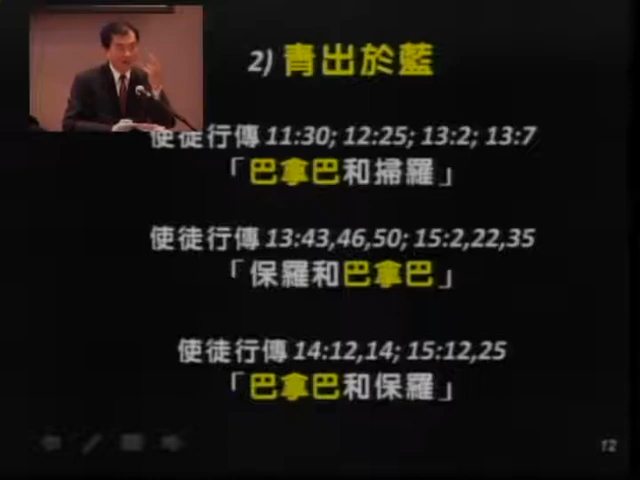 2) 青出於藍
使徒行傳 11:30; 12:25; 13:2; 13:7
「巴拿巴和掃羅」
使徒行傳 13:43,46,50; 15:2,22,35
「保羅和巴拿巴」
使徒行傳 14:12,14; 15:12,25
「巴拿巴和保羅」
12